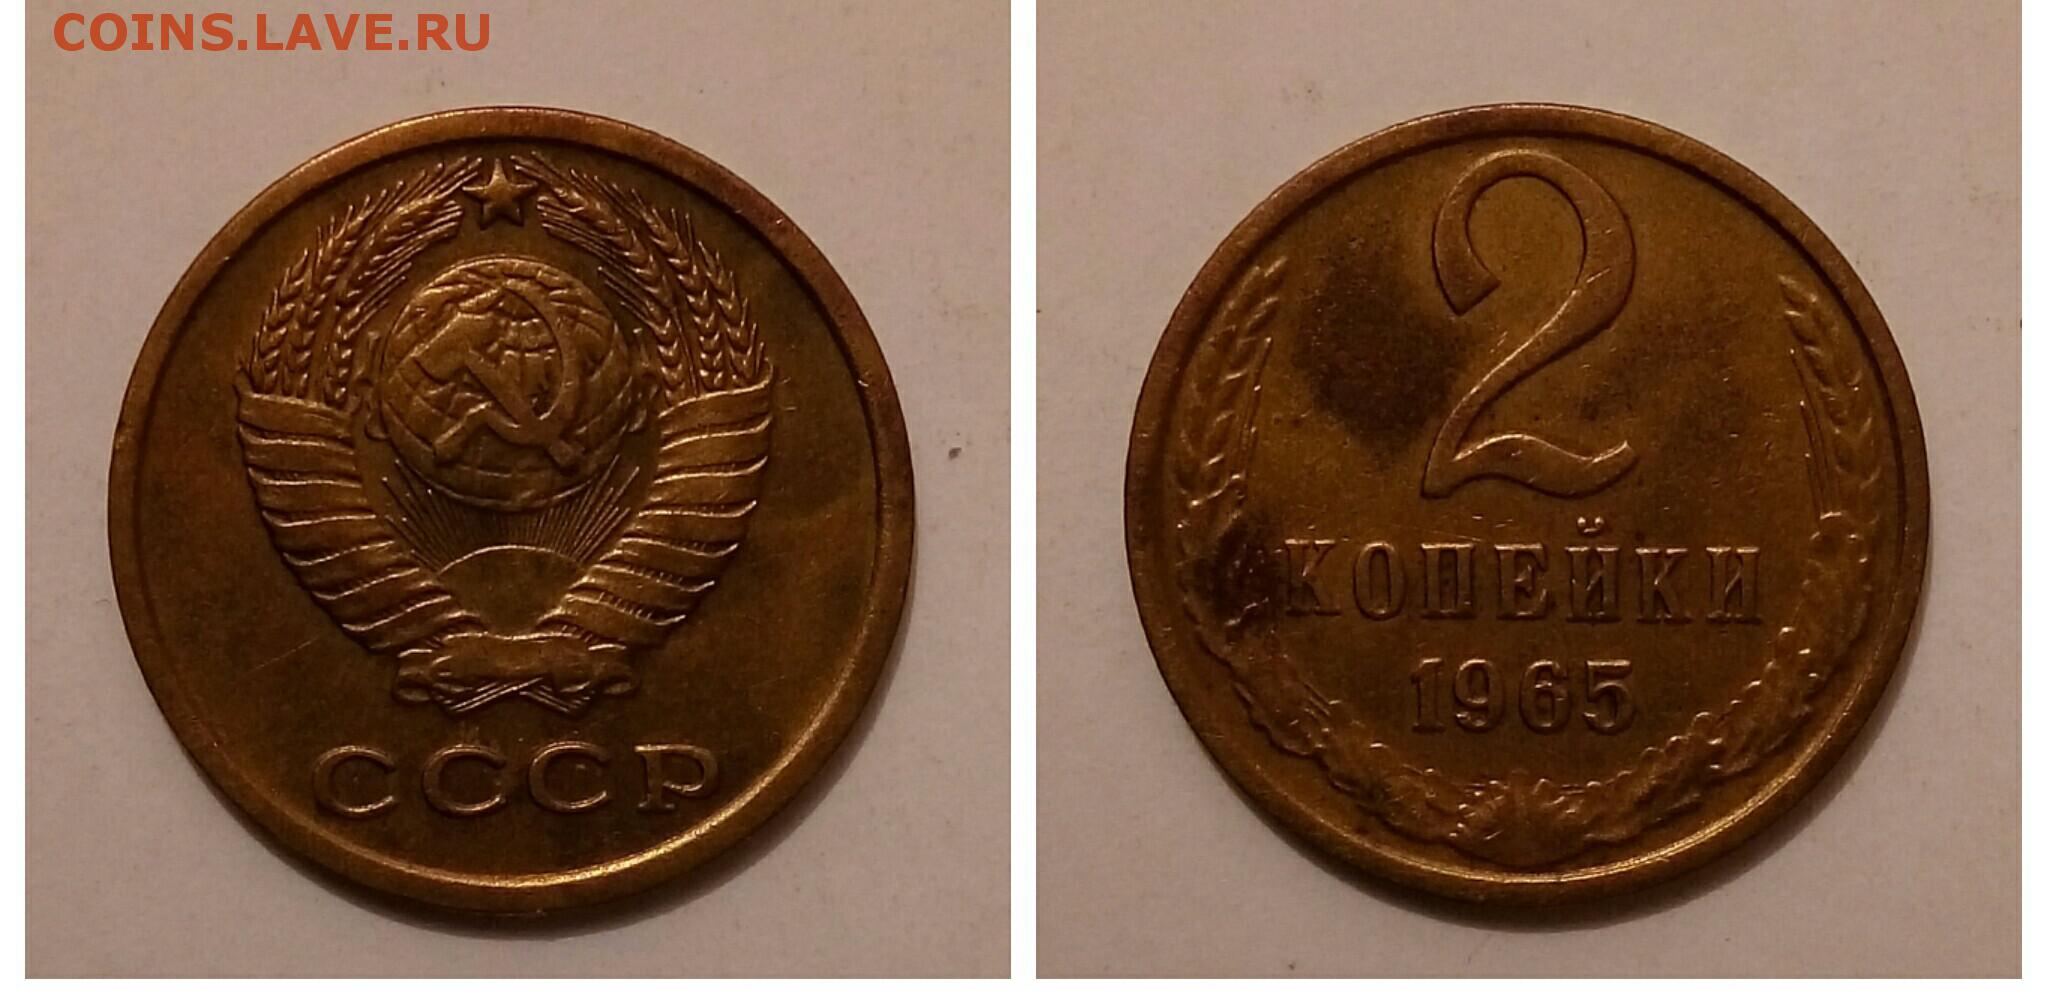 COINS.LAVE.RU
СССР
2
КОПЕЙКИ
1965